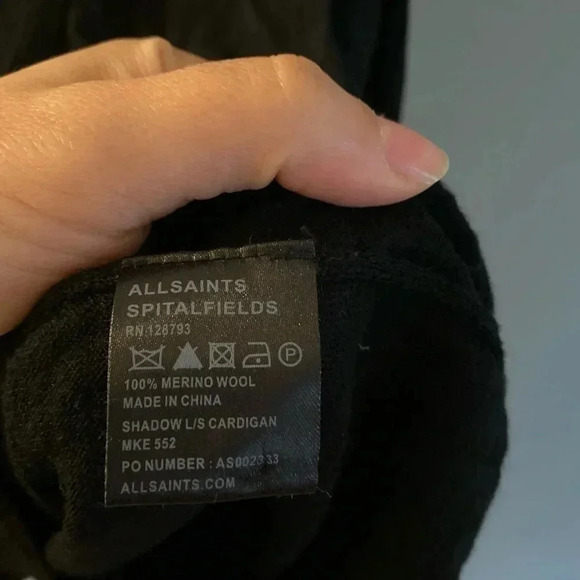 ALLSAINTS
SPITALFIELDS
RN 128793
P
100% MERINO WOOL
MADE IN CHINA
SHADOW L/S CARDIGAN
MKE 552
PO NUMBER : AS002333
ALLSAINTS.COM